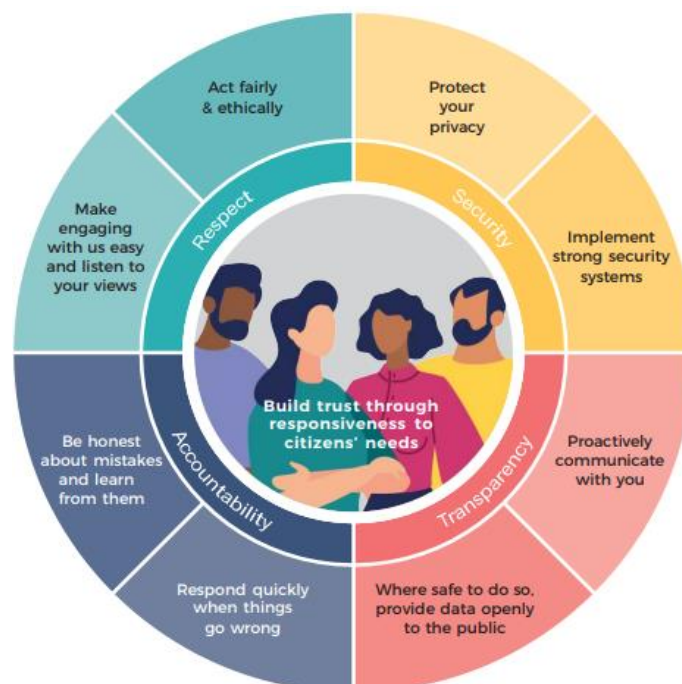 Act fairly
& ethically
Protect
your
privacy
Make
engaging
with us easy
and listen to
your views
Respect
Security
Implement
strong security
systems
Build trust through
responsiveness to
citizens’ needs
Be honest
about mistakes
and learn
from them
Accountability
Transparency
Proactively
communicate
with you
Respond quickly
when things
go wrong
Where safe to do so,
provide data openly
to the public